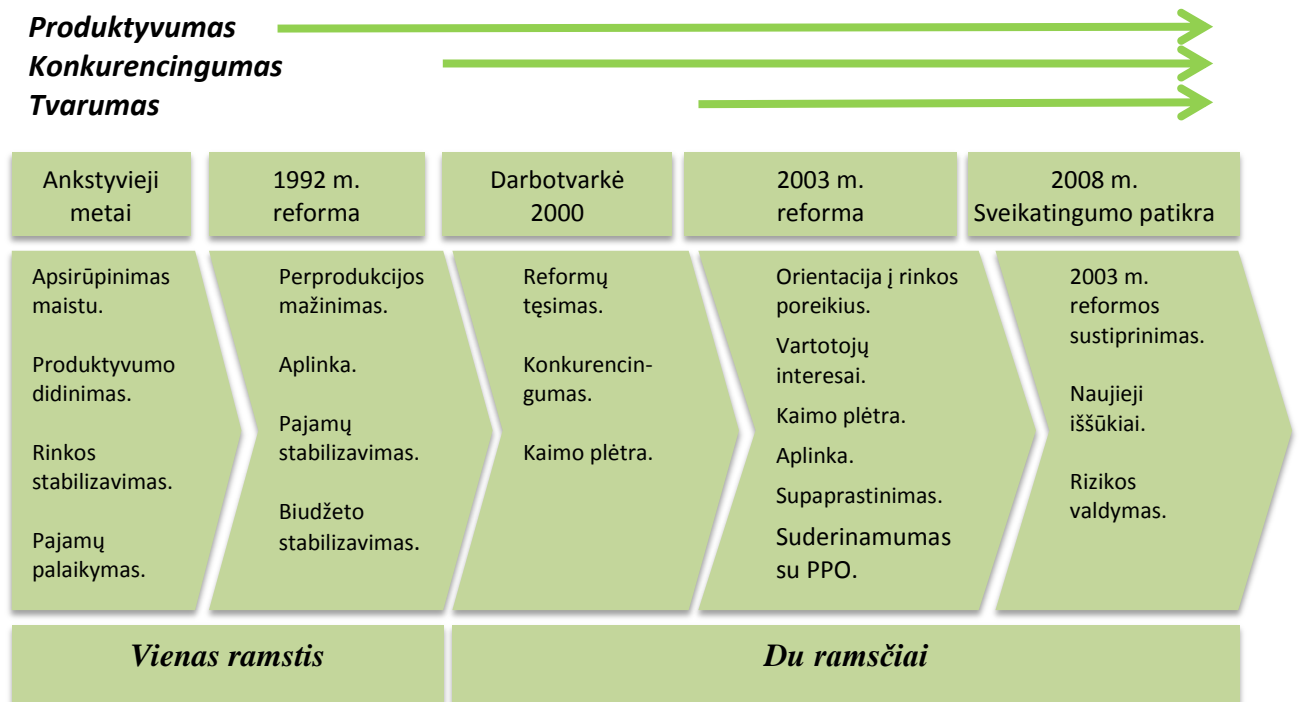 Produktyvumas
Konkurencingumas
Tvarumas
Ankstyvieji
metai
1992 m.
reforma
Darbotvarkė
2000
2003 m.
reforma
2008 m.
Sveikatingumo patikra
Apsirūpinimas
maistu.
Produktyvumo
didinimas.
Rinkos
stabilizavimas.
Pajamų
palaikymas.
Perprodukcijos
mažinimas.
Aplinka.
Pajamų
stabilizavimas.
Biudžeto
stabilizavimas.
Reformų
tęsimas.
Konkurencin-
gumas.
Kaimo plėtra.
Orientacija į rinkos
poreikius.
Vartotojų
interesai.
Kaimo plėtra.
Aplinka.
Supaprastinimas.
Suderinamumas
su PPO.
2003 m.
reformos
sustiprinimas.
Naujieji
iššūkiai.
Rizikos
valdymas.
Vienas ramstis
Du ramsčiai